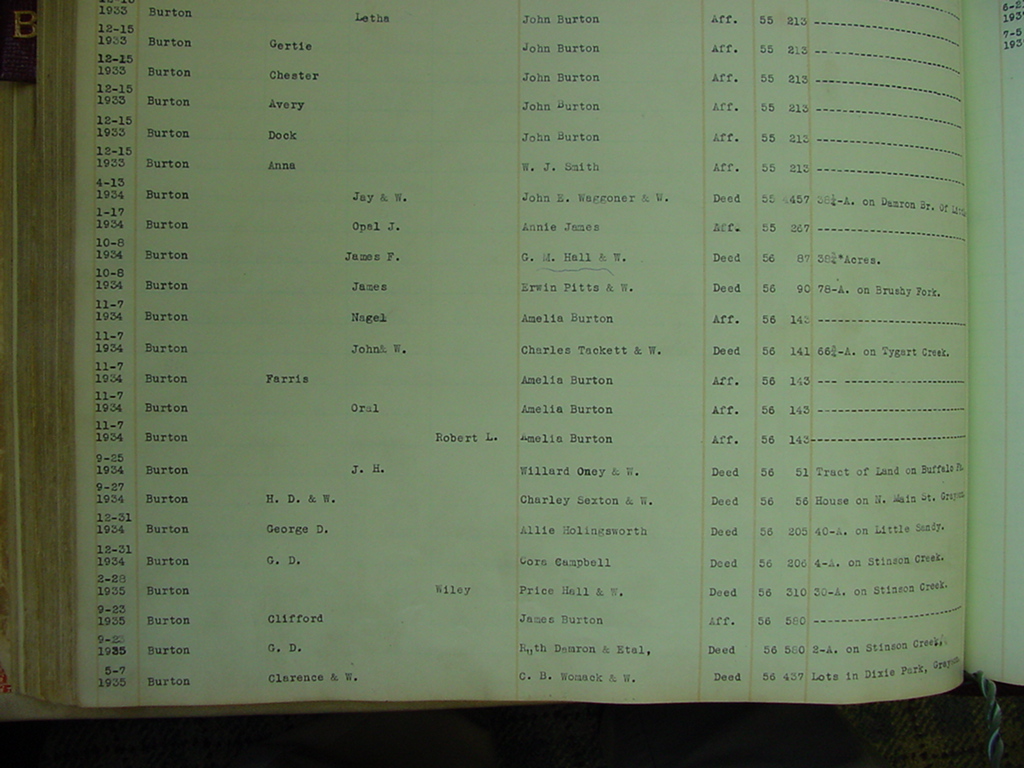 B
1933 Burton Letha John Burton Aff. 55 213
12-15
1933 Burton Gertie John Burton Aff. 55 213
12-15
1933 Burton Chester John Burton Aff. 55 213
12-15
1933 Burton Avery John Burton Aff. 55 213
12-15
1933 Burton Dock John Burton Aff. 55 213
12-15
1933 Burton Anna W. J. Smith Aff. 55 213
4-13
1934 Burton Jay & W. John E. Waggoner & W. Deed 55 457 on Damron Br. Of
1-17
1934 Burton Opal J. Annie James Aff. 55 267
10-8
1934 Burton James F. G. M. Hall & W. Deed 56 87 Acres.
10-8
1934 Burton James Erwin Pitts & W. Deed 56 90 78-A. on Brushy Fork.
11-7
1934 Burton Nagel Amelia Burton Aff. 56 143
11-7
1934 Burton John& W. Charles Tackett & W. Deed 56 141 on Tygart Creek.
11-7
1934 Burton Farris Amelia Burton Aff. 56 143
11-7
1934 Burton Oral Amelia Burton Aff. 56 143
11-7
1934 Burton Robert L. Amelia Burton Aff. 56 143
9-25
1934 Burton J. H. Willard Oney & W. Deed 56 51 Tract of Land on Buffalo
9-27
1934 Burton H. D. & W. Charley Sexton & W. Deed 56 56 House on N. Main St.
12-31
1934 Burton George D. Allie Holingsworth Deed 56 205 40-A. on Little Sandy.
12-31
1934 Burton G. D. Cora Campbell Deed 56 206 4-A. on Stinson Creek.
2-28
1935 Burton Wiley Price Hall & W. Deed 56 310 30-A. on Stinson Creek.
9-23
1935 Burton Clifford James Burton Aff. 56 580
9-23
1935 Burton G. D. Ruth Damron & Etal, Deed 56 580 2-A. on Stinson Creek,
5-7
1935 Burton Clarence & W. C. B. Womack & W. Deed 56 437 Lots in Dixie Park,